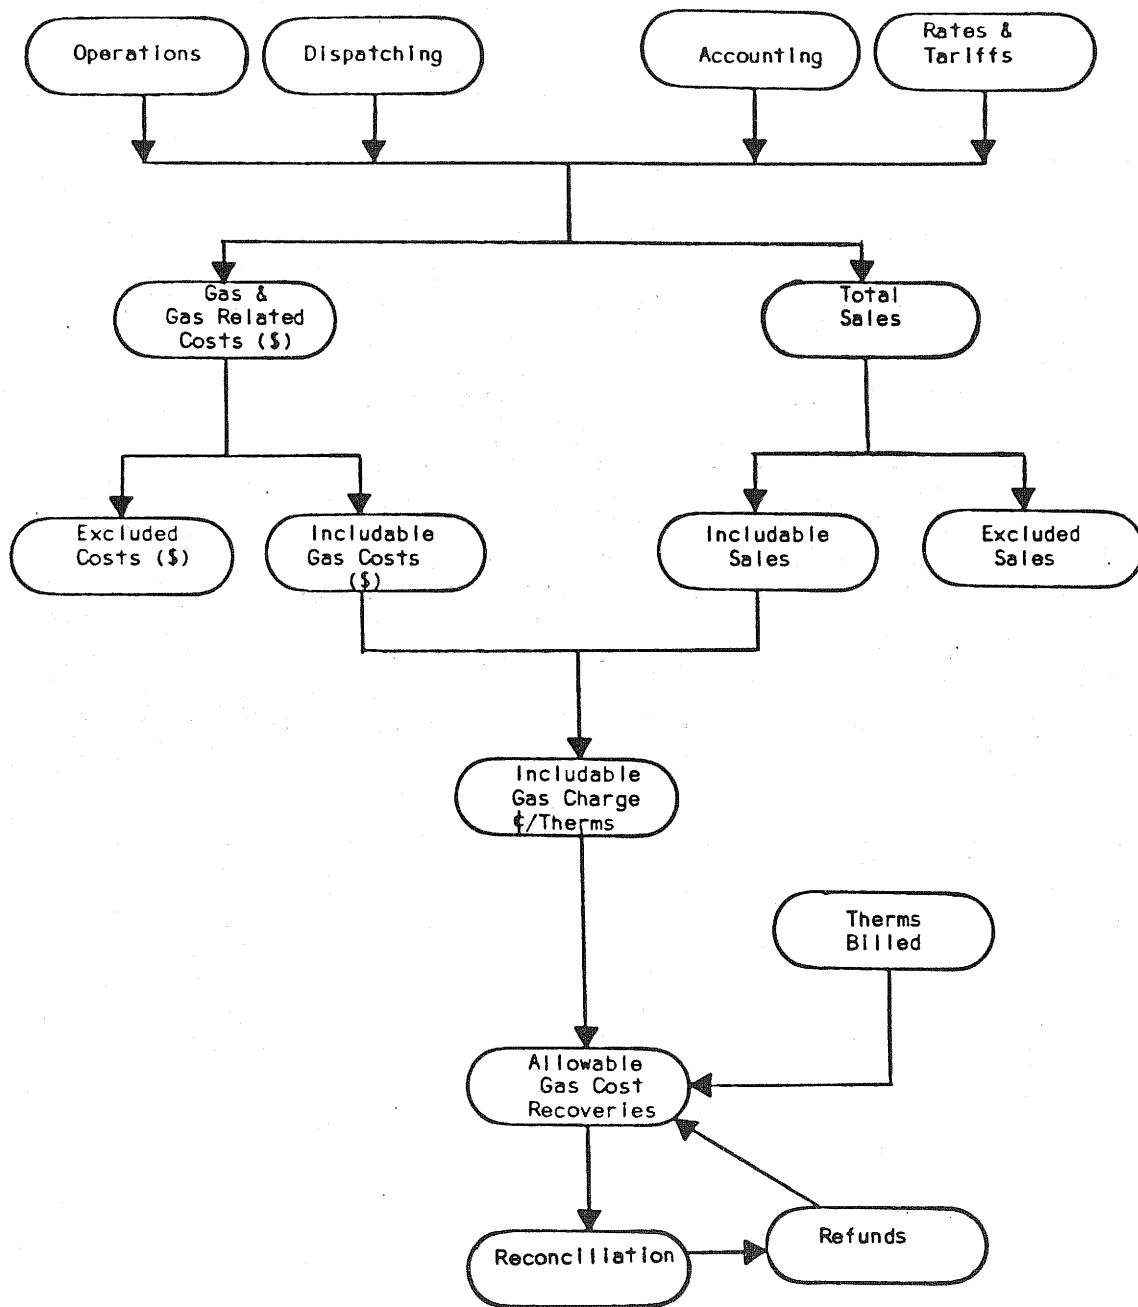 Operations
Dispatching
Accounting
Rates &
Tariffs
Gas &
Gas Related
Costs ($)
Total
Sales
Excluded
Costs ($)
Includable
Gas Costs
($)
Includable
Sales
Excluded
Sales
Includable
Gas Charge
¢/Therms
Therms
Billed
Allowable
Gas Cost
Recoveries
Reconciliation
Refunds